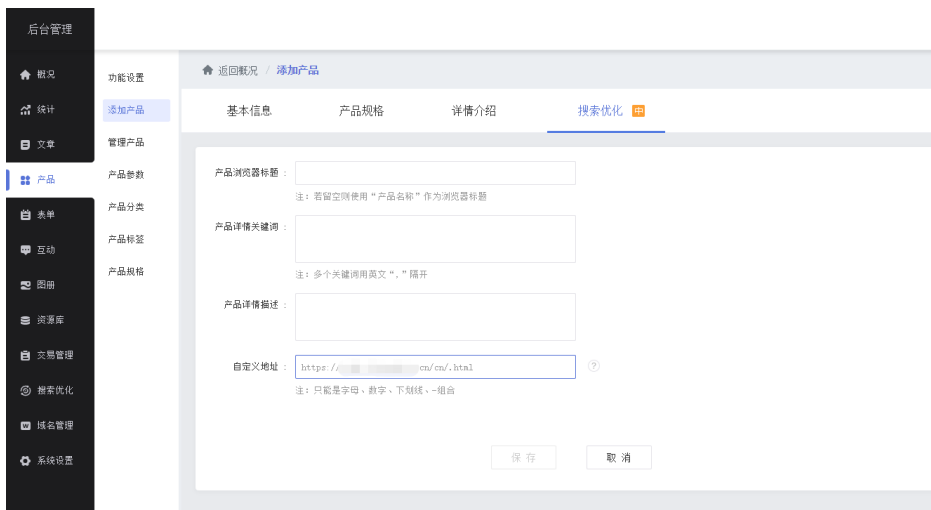 后台管理
概况
统计
文章
产品
表单
互动
图册
资源库
交易管理
搜索优化
域名管理
系统设置
功能设置
添加产品
管理产品
产品参数
产品分类
产品标签
产品规格
返回概况 / 添加产品
基本信息 产品规格 详情介绍 搜索优化 中
产品浏览器标题：
注：若留空则使用“产品名称”作为浏览器标题
产品详情关键词：
注：多个关键词用英文“,”隔开
产品详情描述：
自定义地址： https:// cn/cn/.html ?
注：只能是字母、数字、下划线、-组合
保存 取消